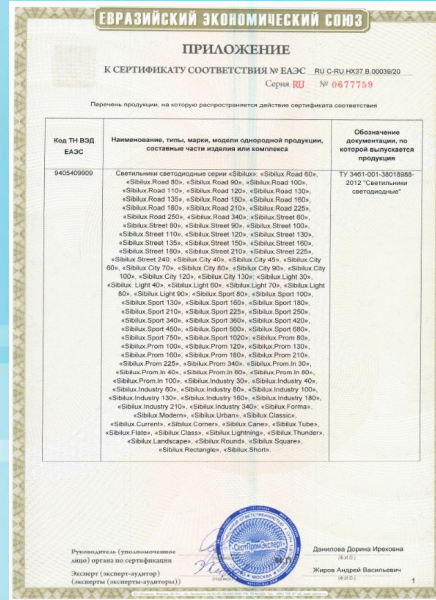 ЕВРАЗИЙСКИЙ ЭКОНОМИЧЕСКИЙ СОЮЗ
ПРИЛОЖЕНИЕ
К СЕРТИФИКАТУ СООТВЕТСТВИЯ № ЕАЭС RU C-RU.НХ37.В.00039/20
Серия RU № 0677759
Перечень продукции, на которую распространяется действие сертификата соответствия
Код ТН ВЭД ЕАЭС
Наименование, типы, марки, модели однородной продукции, составные части изделия или комплекса
Обозначение документации, по которой выпускается продукция
9405409909
Светильники светодиодные серии «Sibilux»: «Sibilux.Road 60»,
«Sibilux.Road 80», «Sibilux.Road 90», «Sibilux.Road 100»,
«Sibilux.Road 110», «Sibilux.Road 120», «Sibilux.Road 130»,
«Sibilux.Road 135», «Sibilux.Road 150», «Sibilux.Road 160»,
«Sibilux.Road 180», «Sibilux.Road 210», «Sibilux.Road 225»,
«Sibilux.Road 250», «Sibilux.Road 340», «Sibilux.Street 60»,
«Sibilux.Street 80», «Sibilux.Street 90», «Sibilux.Street 100»,
«Sibilux.Street 110», «Sibilux.Street 120», «Sibilux.Street 130»,
«Sibilux.Street 135», «Sibilux.Street 150», «Sibilux.Street 160»,
«Sibilux.Street 180», «Sibilux.Street 210», «Sibilux.Street 225»,
«Sibilux.Street 240; «Sibilux.City 40», «Sibilux.City 45», «Sibilux.City
60», «Sibilux.City 70», «Sibilux.City 80», «Sibilux.City 90», «Sibilux.City
100», «Sibilux.City 120», «Sibilux.City 130»; «Sibilux.Light 30»,
«Sibilux. Light 40», «Sibilux.Light 60», «Sibilux.Light 70», «Sibilux.Light
80», «Sibilux.Light 90»; «Sibilux.Sport 80», «Sibilux.Sport 100»,
«Sibilux.Sport 130», «Sibilux.Sport 160», «Sibilux.Sport 180»,
«Sibilux.Sport 210», «Sibilux.Sport 225», «Sibilux.Sport 250»,
«Sibilux.Sport 340», «Sibilux.Sport 360», «Sibilux.Sport 420»,
«Sibilux.Sport 450», «Sibilux.Sport 500», «Sibilux.Sport 680»,
«Sibilux.Sport 750», «Sibilux.Sport 1020»; «Sibilux.Prom 80»,
«Sibilux.Prom 100», «Sibilux.Prom 120», «Sibilux.Prom 130»,
«Sibilux.Prom 160», «Sibilux.Prom 180», «Sibilux.Prom 210»,
«Sibilux.Prom 225», «Sibilux.Prom 340», «Sibilux.Prom.In 30»,
«Sibilux.Prom.In 40», «Sibilux.Prom.In 60», «Sibilux.Prom.In 80»,
«Sibilux.Prom.In 100», «Sibilux.Industry 30», «Sibilux.Industry 40»,
«Sibilux.Industry 60», «Sibilux.Industry 80», «Sibilux.Industry 100»,
«Sibilux.Industry 130», «Sibilux.Industry 160», «Sibilux.Industry 180»,
«Sibilux.Industry 210», «Sibilux.Industry 340»; «Sibilux.Forma»,
«Sibilux.Modern», «Sibilux.Urban», «Sibilux.Classic»,
«Sibilux.Current», «Sibilux.Corner», «Sibilux.Cane», «Sibilux.Tube»,
«Sibilux.Flate», «Sibilux.Class», «Sibilux.Lightning», «Sibilux.Thunder»,
«Sibilux.Landscape», «Sibilux.Round», «Sibilux.Square»,
«Sibilux.Rectangle», «Sibilux.Short».
ТУ 3461-001-38018988-
2012 "Светильники
светодиодные"
Руководитель (уполномоченное
лицо) органа по сертификации
Данилова Дорина Ирековна
(Ф.И.О.)
Эксперт (эксперт-аудитор)
(эксперты (эксперты-аудиторы))
Жиров Андрей Васильевич
(Ф.И.О.)
М.П.
СертПромЭксперт
1